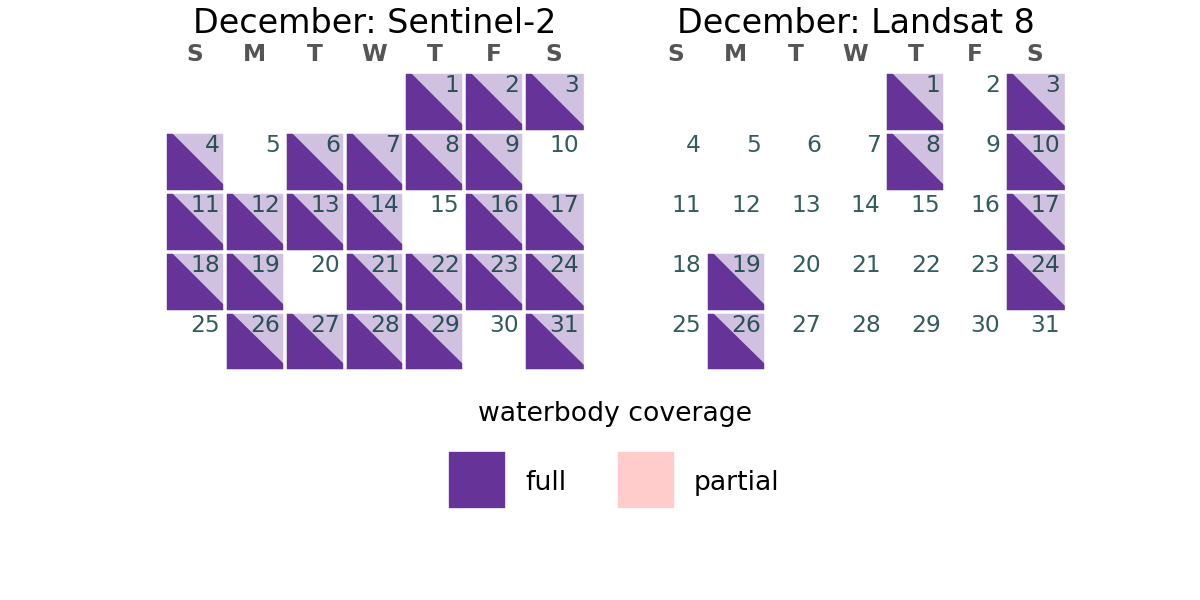 December: Sentinel-2
S M T W T F S
1 2 3
4 5 6 7 8 9 10
11 12 13 14 15 16 17
18 19 20 21 22 23 24
25 26 27 28 29 30 31
December: Landsat 8
S M T W T F S
1 2 3
4 5 6 7 8 9 10
11 12 13 14 15 16 17
18 19 20 21 22 23 24
25 26 27 28 29 30 31
waterbody coverage
full partial